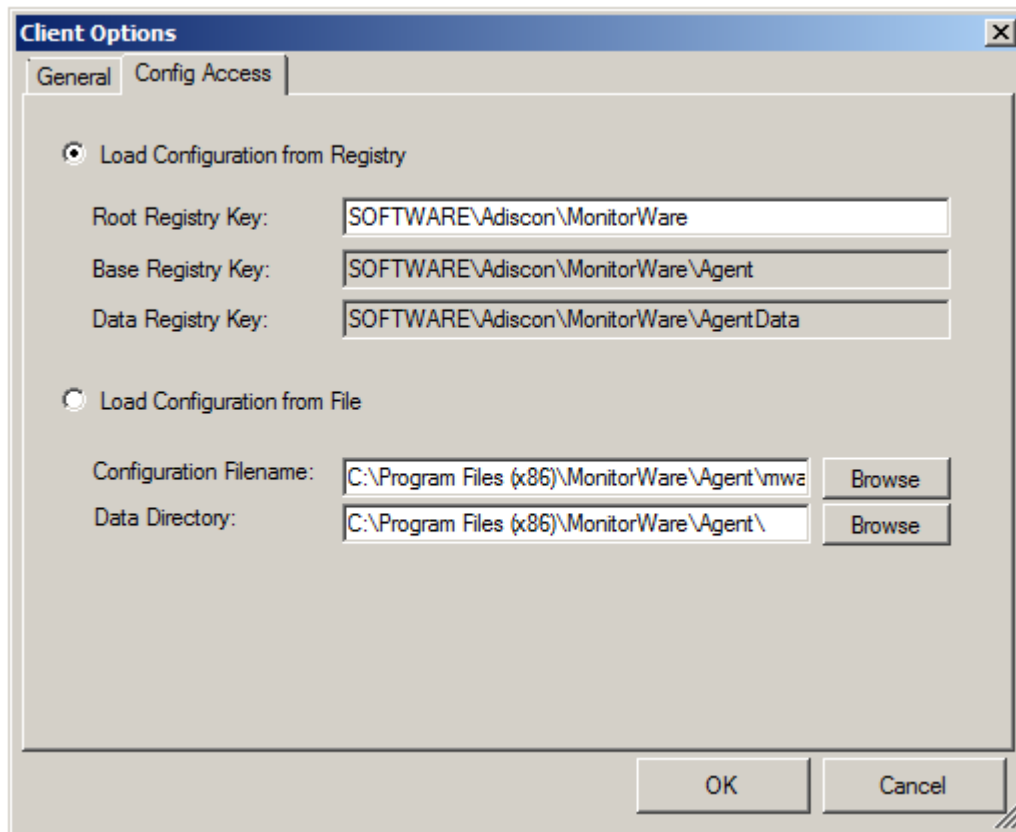 Client Options
General Config Access
Load Configuration from Registry
Root Registry Key: SOFTWARE\Adiscon\MonitorWare
Base Registry Key: SOFTWARE\Adiscon\MonitorWare\Agent
Data Registry Key: SOFTWARE\Adiscon\MonitorWare\AgentData
Load Configuration from File
Configuration Filename: C:\Program Files (x86)\MonitorWare\Agent\mwa Browse
Data Directory: C:\Program Files (x86)\MonitorWare\Agent\ Browse
OK Cancel